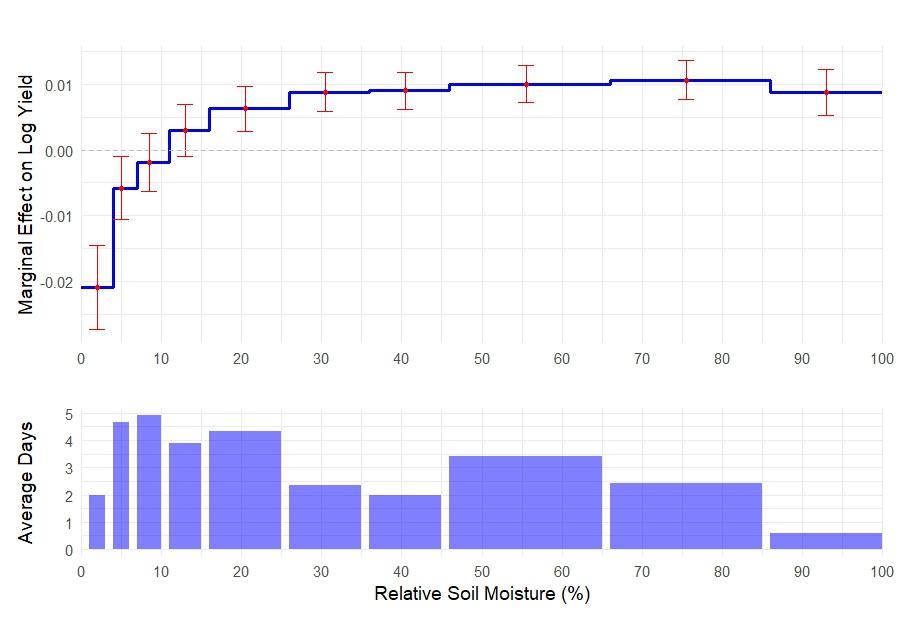 Marginal Effect on Log Yield
0.01
0.00
-0.01
-0.02
0 10 20 30 40 50 60 70 80 90 100
Average Days
5
4
3
2
1
0
0 10 20 30 40 50 60 70 80 90 100
Relative Soil Moisture (%)